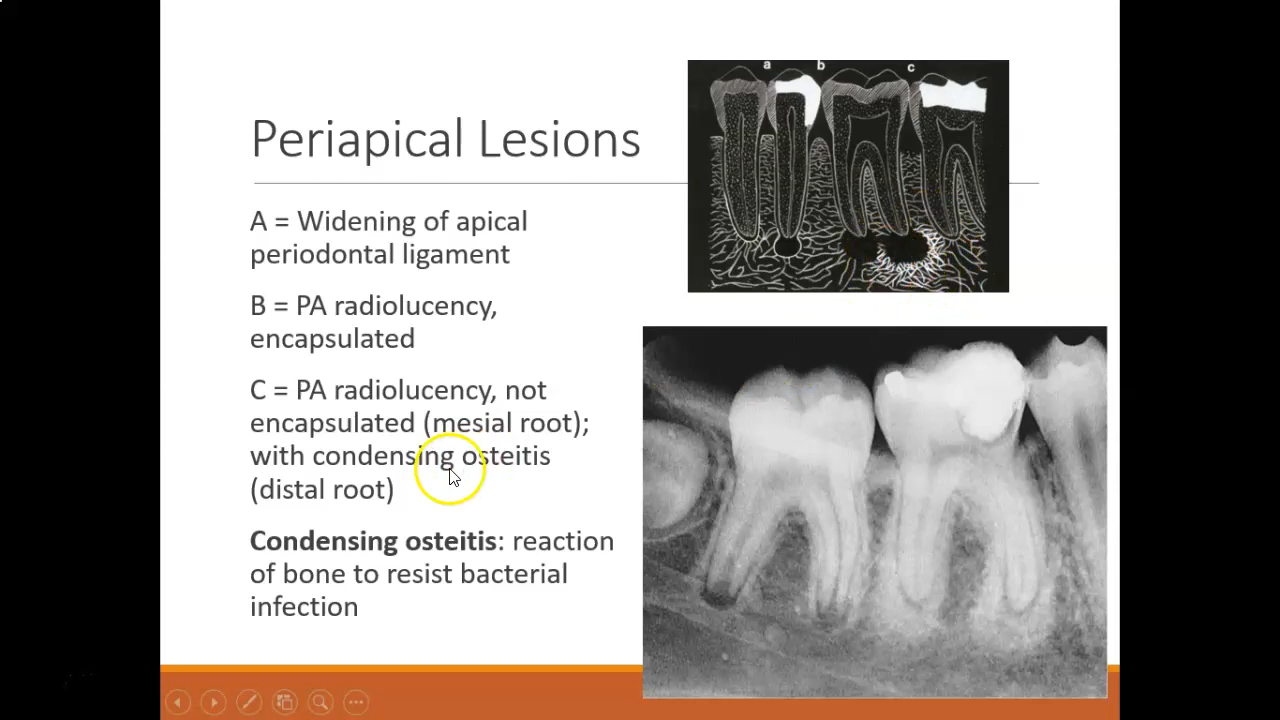 a b c
Periapical Lesions
A = Widening of apical
periodontal ligament
B = PA radiolucency,
encapsulated
C = PA radiolucency, not
encapsulated (mesial root);
with condensing osteitis
(distal root)
Condensing osteitis: reaction
of bone to resist bacterial
infection